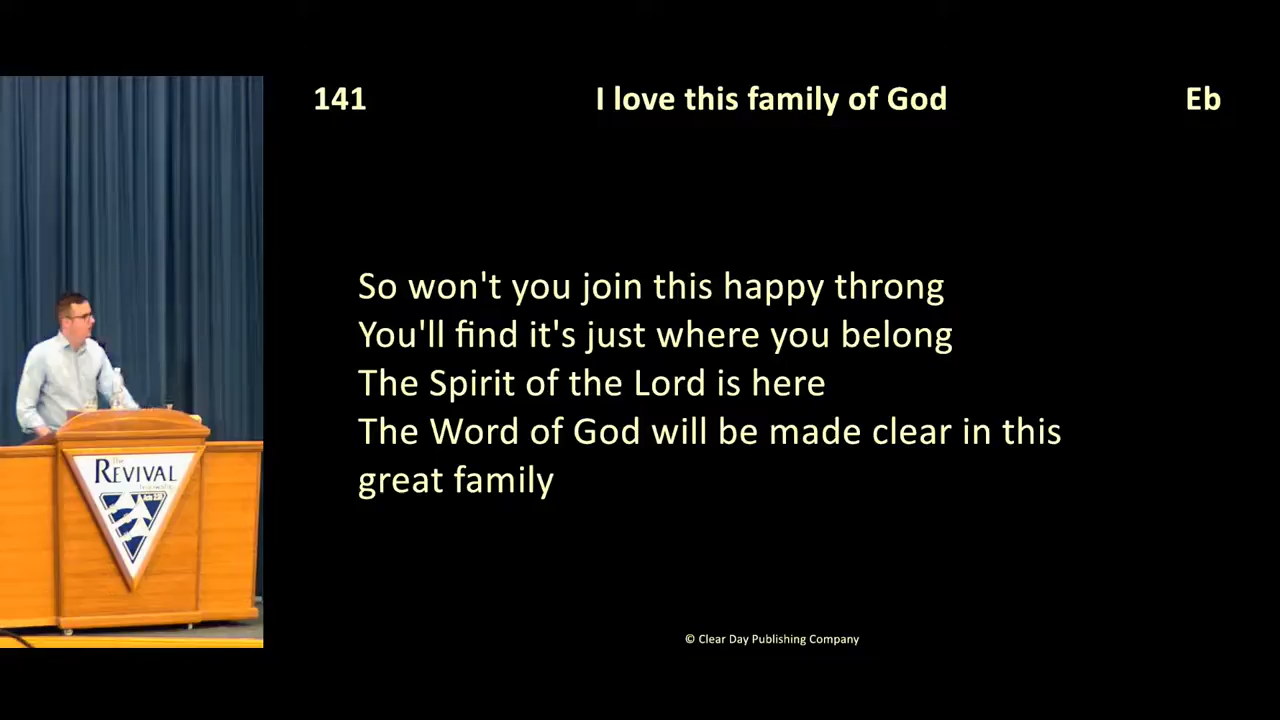 141
I love this family of God
Eb
So won't you join this happy throng
You'll find it's just where you belong
The Spirit of the Lord is here
The Word of God will be made clear in this
great family
The
REVIVAL
© Clear Day Publishing Company